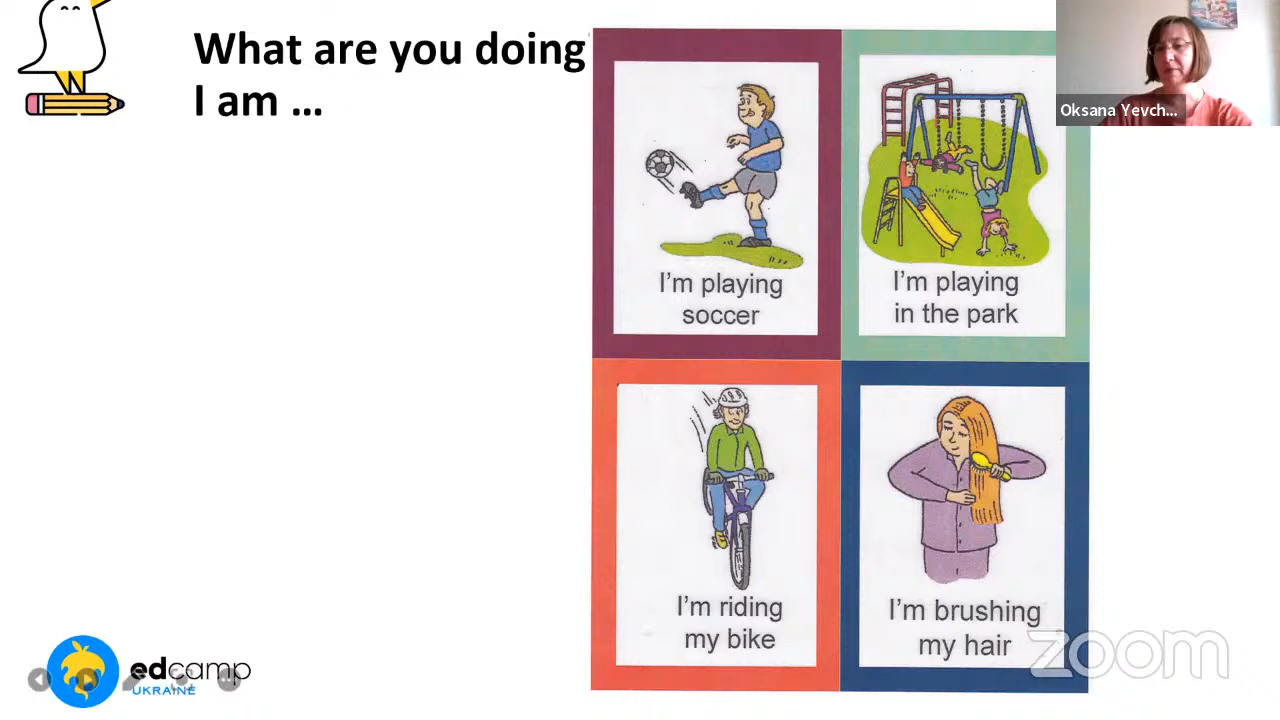 What are you doing
I am ...
Oksana Yevch...
I'm playing
soccer
I'm playing
in the park
I'm riding
my bike
I'm brushing
my hair
zoom
edcamp
UKRAINE